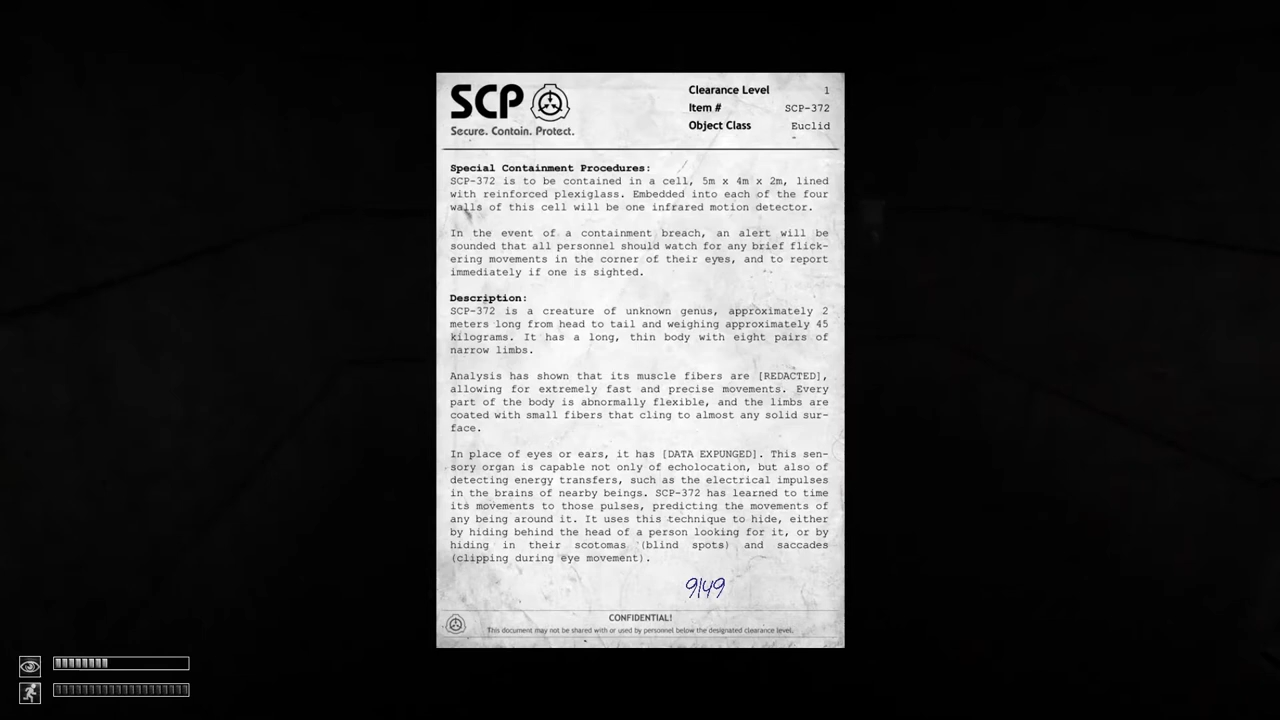 SCP
Secure. Contain. Protect.
Clearance Level 1
Item # SCP-372
Object Class Euclid
Special Containment Procedures:
SCP-372 is to be contained in a cell, 5m x 4m x 2m, lined
with reinforced plexiglass. Embedded into each of the four
walls of this cell will be one infrared motion detector.
In the event of a containment breach, an alert will be
sounded that all personnel should watch for any brief flick-
ering movements in the corner of their eyes, and to report
immediately if one is sighted.
Description:
SCP-372 is a creature of unknown genus, approximately 2
meters long from head to tail and weighing approximately 45
kilograms. It has a long, thin body with eight pairs of
narrow limbs.
Analysis has shown that its muscle fibers are [REDACTED],
allowing for extremely fast and precise movements. Every
part of the body is abnormally flexible, and the limbs are
coated with small fibers that cling to almost any solid sur-
face.
In place of eyes or ears, it has [DATA EXPUNGED]. This sen-
sory organ is capable not only of echolocation, but also of
detecting energy transfers, such as the electrical impulses
in the brains of nearby beings. SCP-372 has learned to time
its movements to those pulses, predicting the movements of
any being around it. It uses this technique to hide, either
by hiding behind the head of a person looking for it, or by
hiding in their scotomas (blind spots) and saccades
(clipping during eye movement).
9149
CONFIDENTIAL!
This document may not be shared with or used by personnel below the designated clearance level.